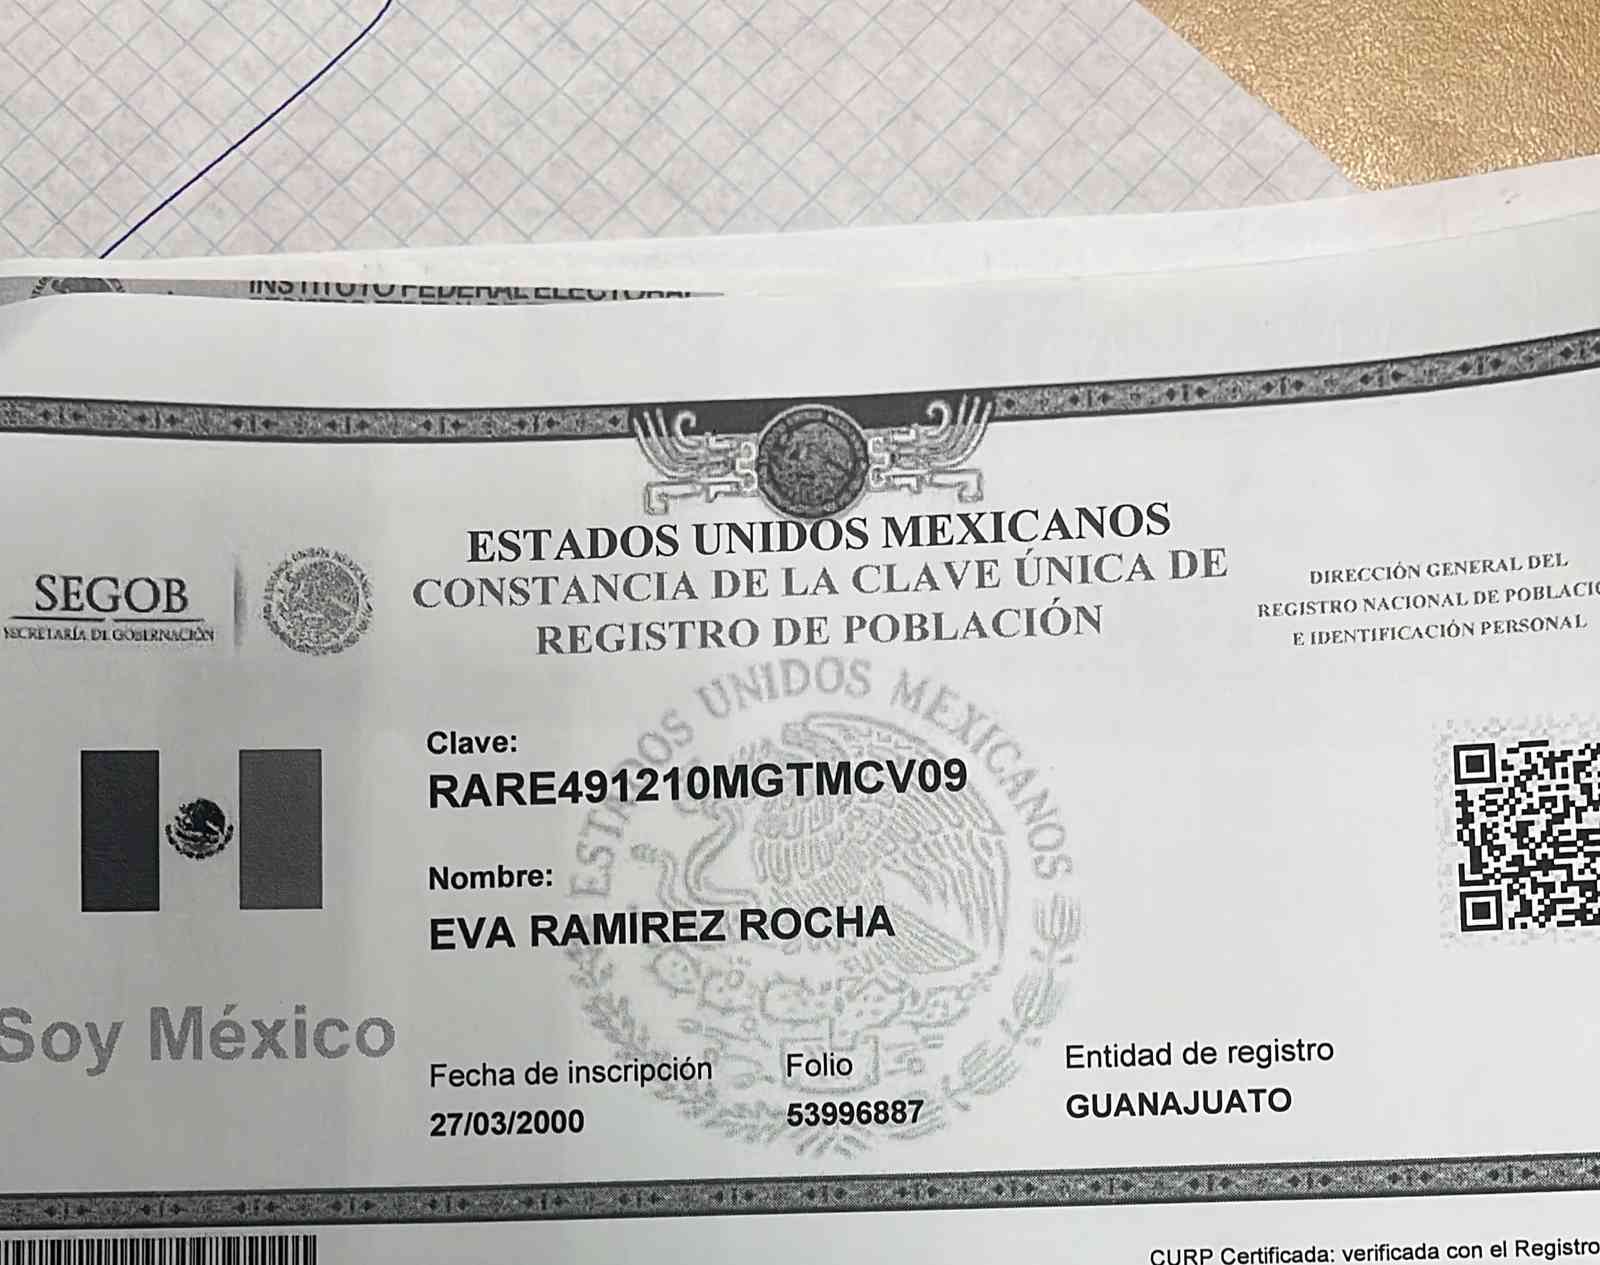 INSTITUTO FEDERAL ELECTORAL
ESTADOS UNIDOS MEXICANOS
CONSTANCIA DE LA CLAVE ÚNICA DE
REGISTRO DE POBLACIÓN
SEGOB
SECRETARÍA DE GOBERNACIÓN
DIRECCIÓN GENERAL DEL
REGISTRO NACIONAL DE POBLACIÓ
E IDENTIFICACIÓN PERSONAL
ESTADOS UNIDOS MEXICANOS
Clave:
RARE491210MGTMCV09
Nombre:
EVA RAMIREZ ROCHA
Soy México
Fecha de inscripción
27/03/2000
Folio
53996887
Entidad de registro
GUANAJUATO
CURP Certificada: verificada con el Registro